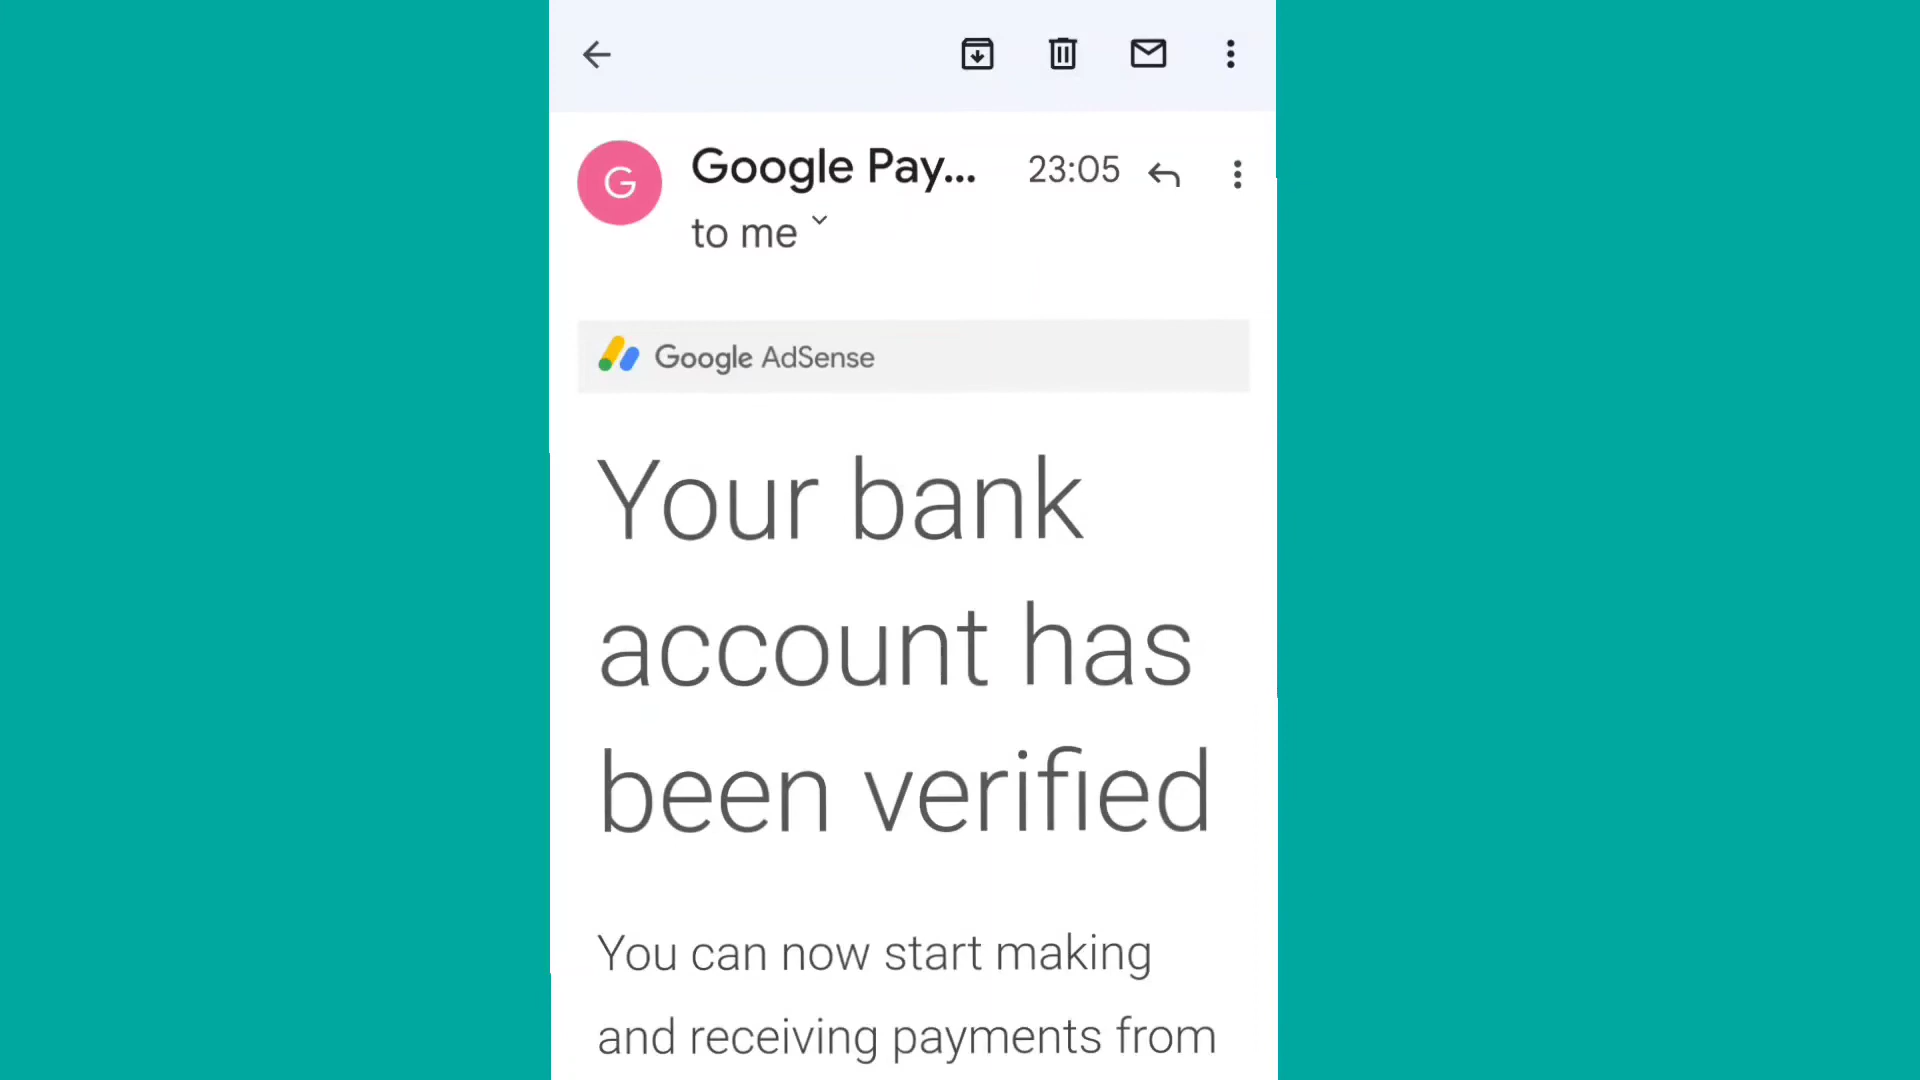 Google Pay... 23:05
G
to me
Google AdSense
Your bank
account has
been verified
You can now start making
and receiving payments from